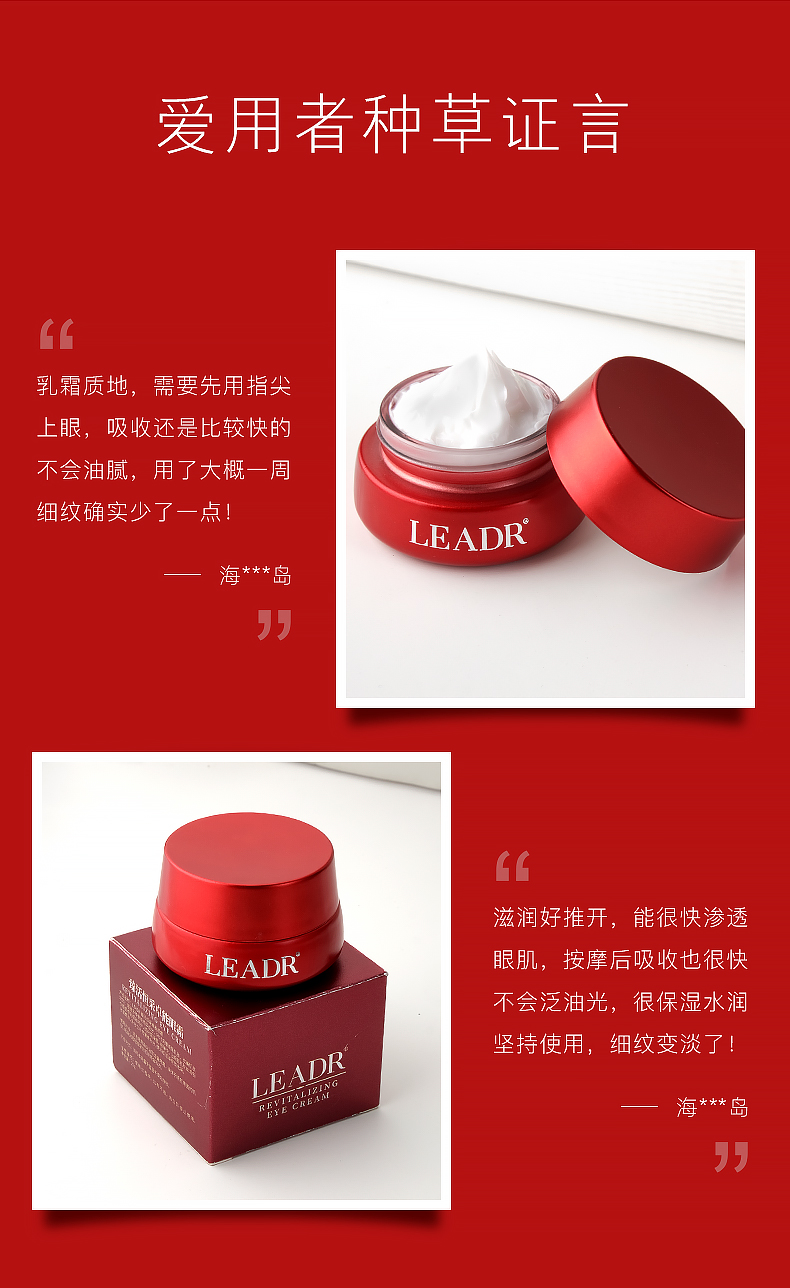 爱用者种草证言
“
乳霜质地，需要先用指尖
上眼，吸收还是比较快的
不会油腻，用了大概一周
细纹确实少了一点！
—— 海***岛
”
LEADR®
LEADR®
LEADR®
REVITALIZING
EYE CREAM
“
滋润好推开，能很快渗透
眼肌，按摩后吸收也很快
不会泛油光，很保湿水润
坚持使用，细纹变淡了！
—— 海***岛
”